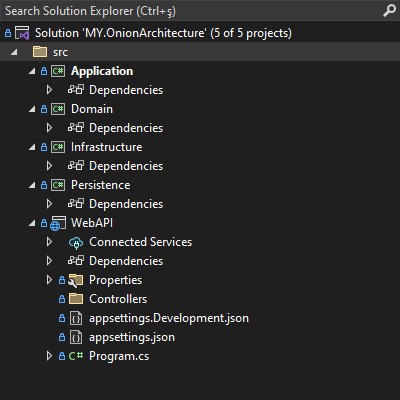 Search Solution Explorer (Ctrl+ş)
Solution 'MY.OnionArchitecture' (5 of 5 projects)
src
C# Application
Dependencies
C# Domain
Dependencies
C# Infrastructure
Dependencies
C# Persistence
Dependencies
WebAPI
Connected Services
Dependencies
Properties
Controllers
appsettings.Development.json
appsettings.json
C# Program.cs